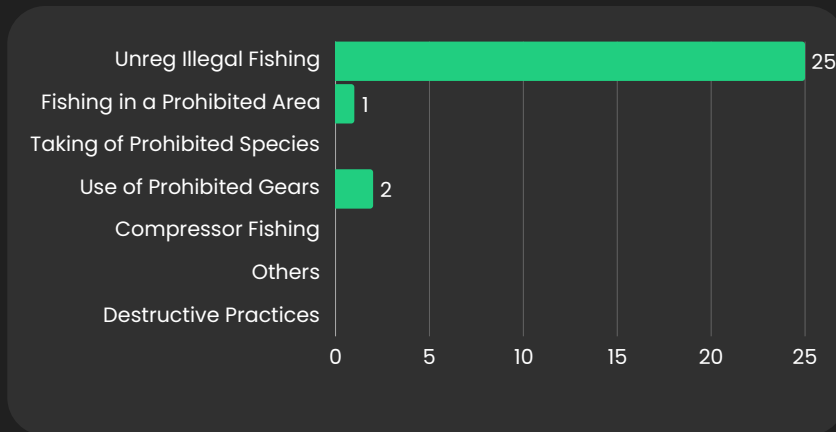 Unreg Illegal Fishing 25
Fishing in a Prohibited Area 1
Taking of Prohibited Species
Use of Prohibited Gears 2
Compressor Fishing
Others
Destructive Practices
0 5 10 15 20 25